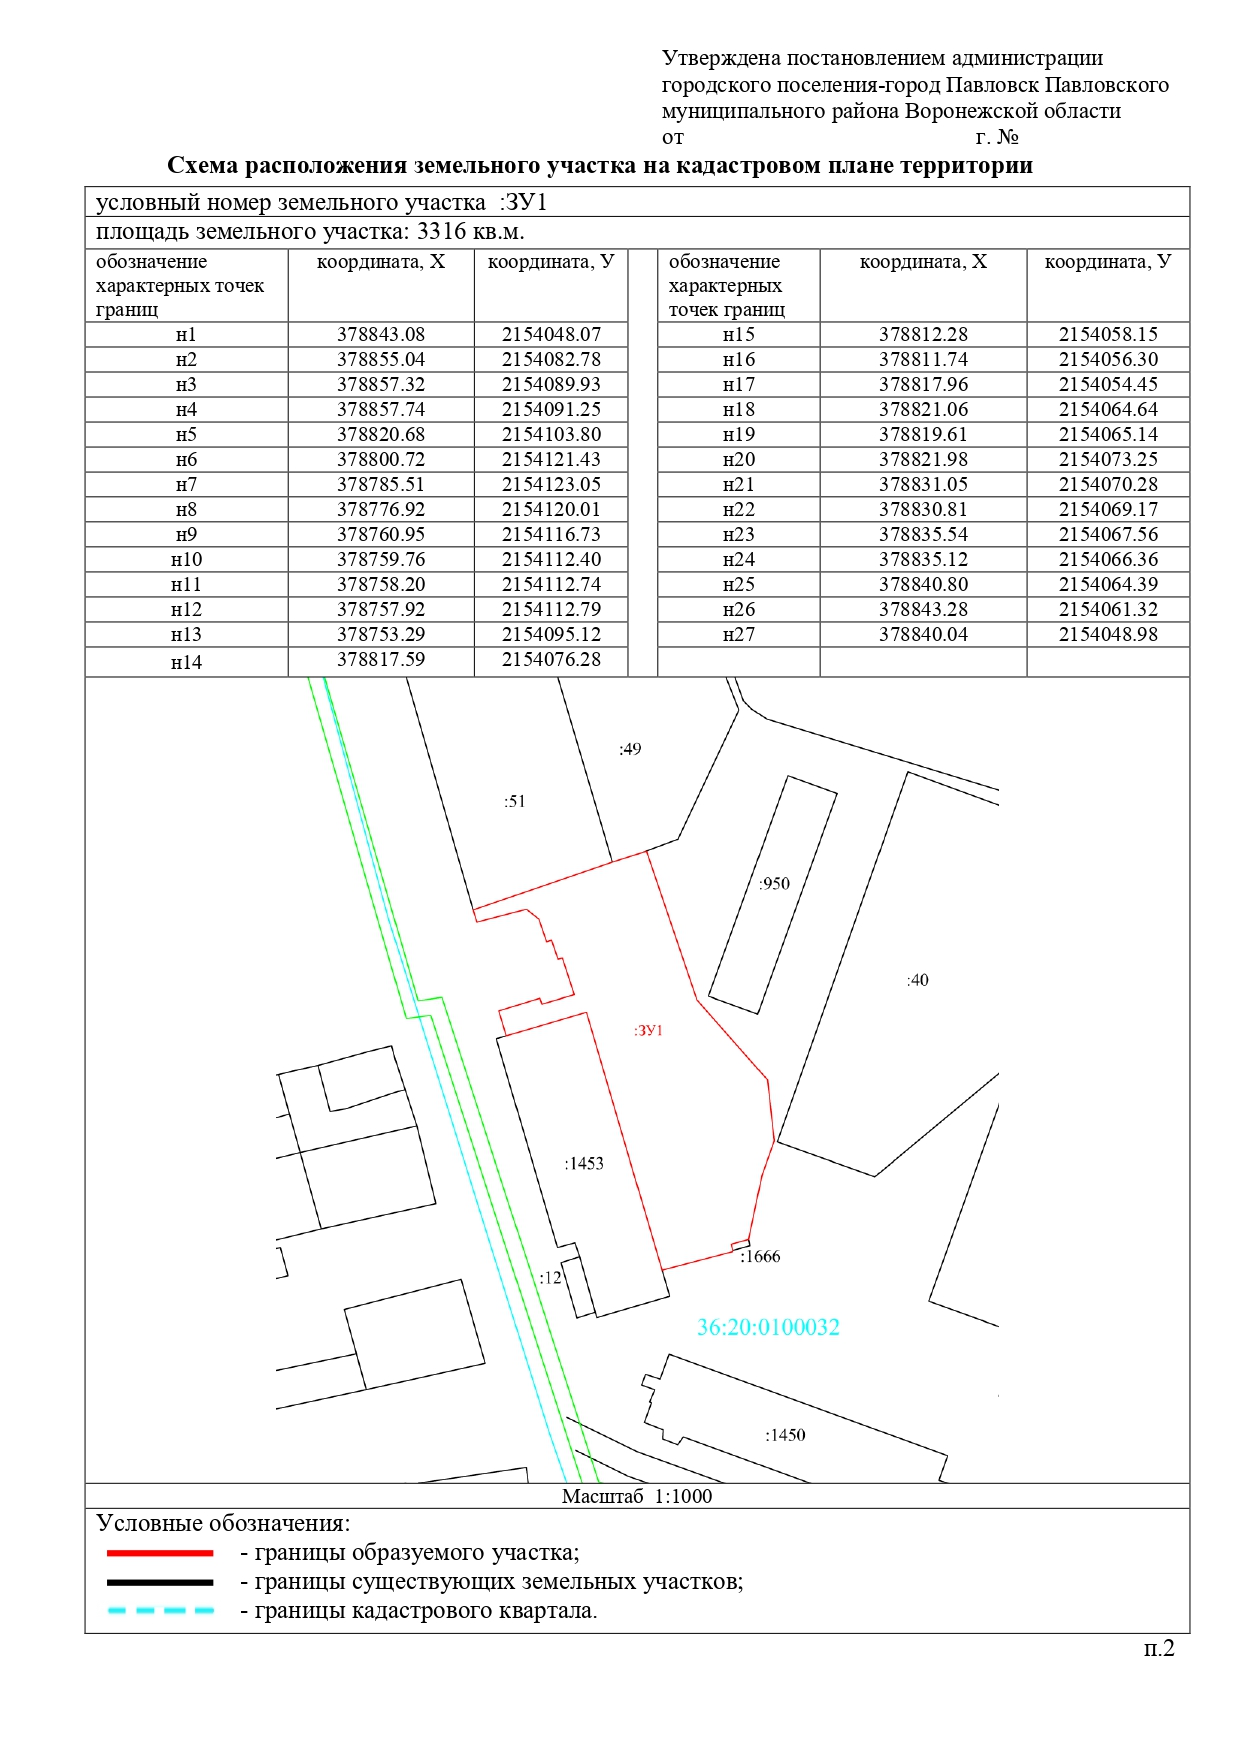 Утверждена постановлением администрации
городского поселения-город Павловск Павловского
муниципального района Воронежской области
от г. №
Схема расположения земельного участка на кадастровом плане территории
условный номер земельного участка :ЗУ1
площадь земельного участка: 3316 кв.м.
обозначение характерных точек границ координата, Х координата, У обозначение характерных точек границ координата, Х координата, У
н1 378843.08 2154048.07 н15 378812.28 2154058.15
н2 378855.04 2154082.78 н16 378811.74 2154056.30
н3 378857.32 2154089.93 н17 378817.96 2154054.45
н4 378857.74 2154091.25 н18 378821.06 2154064.64
н5 378820.68 2154103.80 н19 378819.61 2154065.14
н6 378800.72 2154121.43 н20 378821.98 2154073.25
н7 378785.51 2154123.05 н21 378831.05 2154070.28
н8 378776.92 2154120.01 н22 378830.81 2154069.17
н9 378760.95 2154116.73 н23 378835.54 2154067.56
н10 378759.76 2154112.40 н24 378835.12 2154066.36
н11 378758.20 2154112.74 н25 378840.80 2154064.39
н12 378757.92 2154112.79 н26 378843.28 2154061.32
н13 378753.29 2154095.12 н27 378840.04 2154048.98
н14 378817.59 2154076.28
:49
:51
:950
:40
:ЗУ1
:1453
:1666
:12
36:20:0100032
:1450
Масштаб 1:1000
Условные обозначения:
- границы образуемого участка;
- границы существующих земельных участков;
- границы кадастрового квартала.
п.2